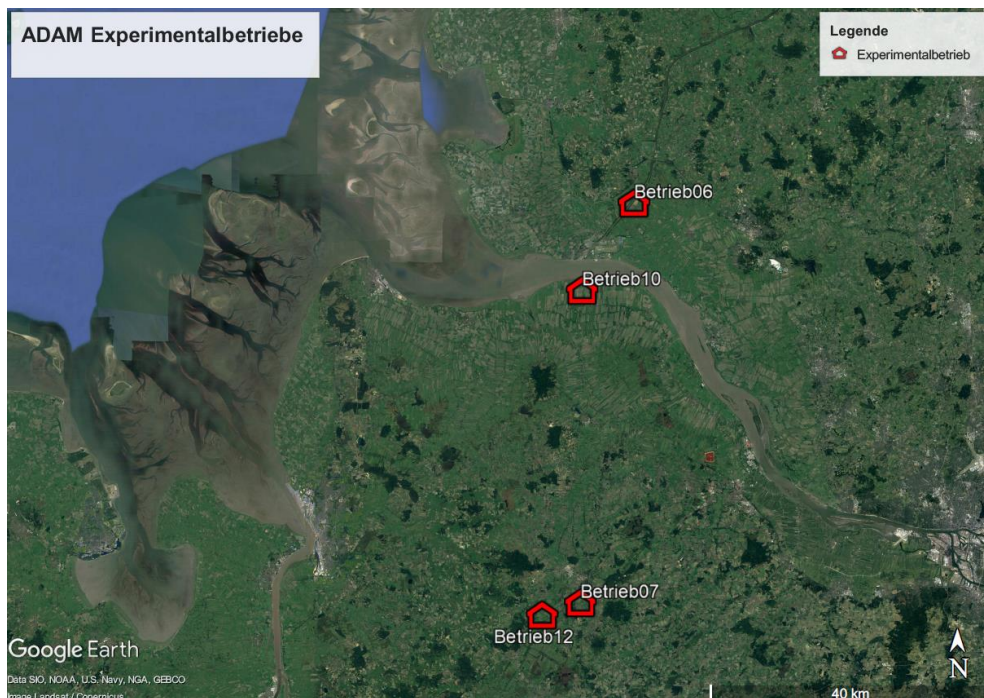 ADAM Experimentalbetriebe
Legende
Experimentalbetrieb
Betrieb06
Betrieb10
Betrieb07
Betrieb12
Google Earth
N
Data SIO, NOAA, U.S. Navy, NGA, GEBCO
Image Landsat / Copernicus
40 km